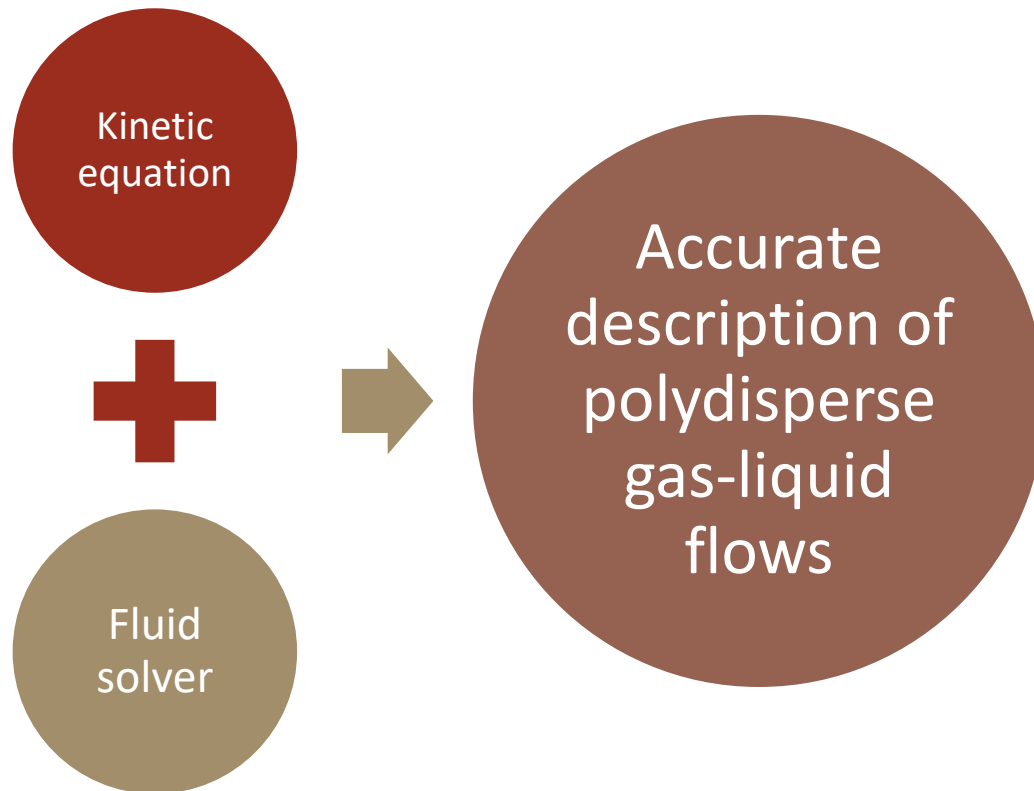 Kinetic
equation
Fluid
solver
Accurate
description of
polydisperse
gas-liquid
flows